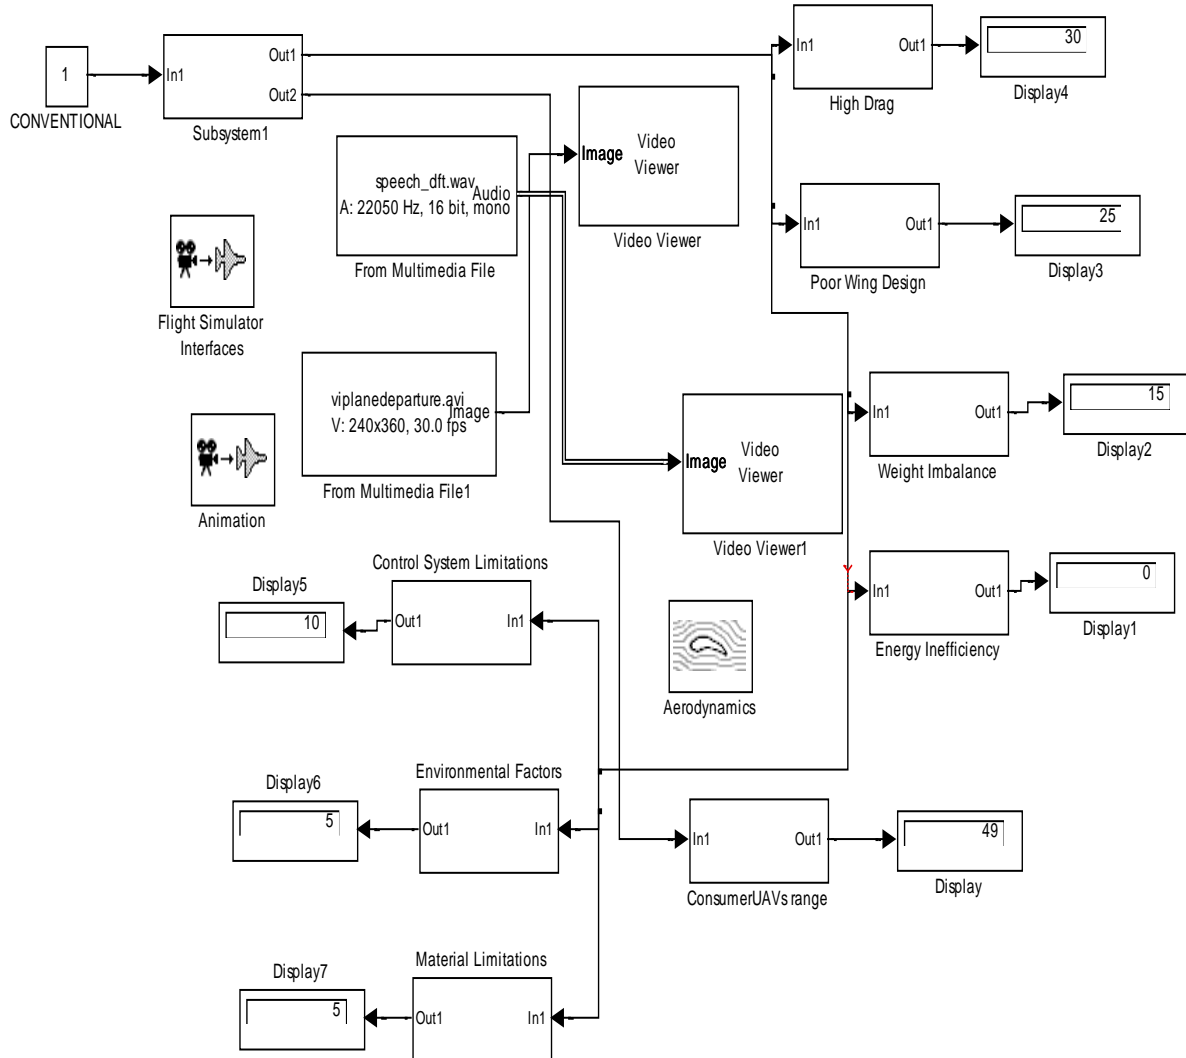 1
CONVENTIONAL
In1
Out1
Out2
Subsystem1
In1
Out1
High Drag
30
Display4
speech_dft.wav
A: 22050 Hz, 16 bit, mono
Audio
From Multimedia File
Image
Video
Viewer
Video Viewer
In1
Out1
Poor Wing Design
25
Display3
Flight Simulator
Interfaces
viplanedeparture.avi
V: 240x360, 30.0 fps
Image
From Multimedia File1
Animation
Image
Video
Viewer
Video Viewer1
In1
Out1
Weight Imbalance
15
Display2
In1
Out1
Energy Inefficiency
0
Display1
Control System Limitations
Out1
In1
Display5
10
Aerodynamics
Environmental Factors
Out1
In1
Display6
5
In1
Out1
ConsumerUAVs range
49
Display
Material Limitations
Out1
In1
Display7
5